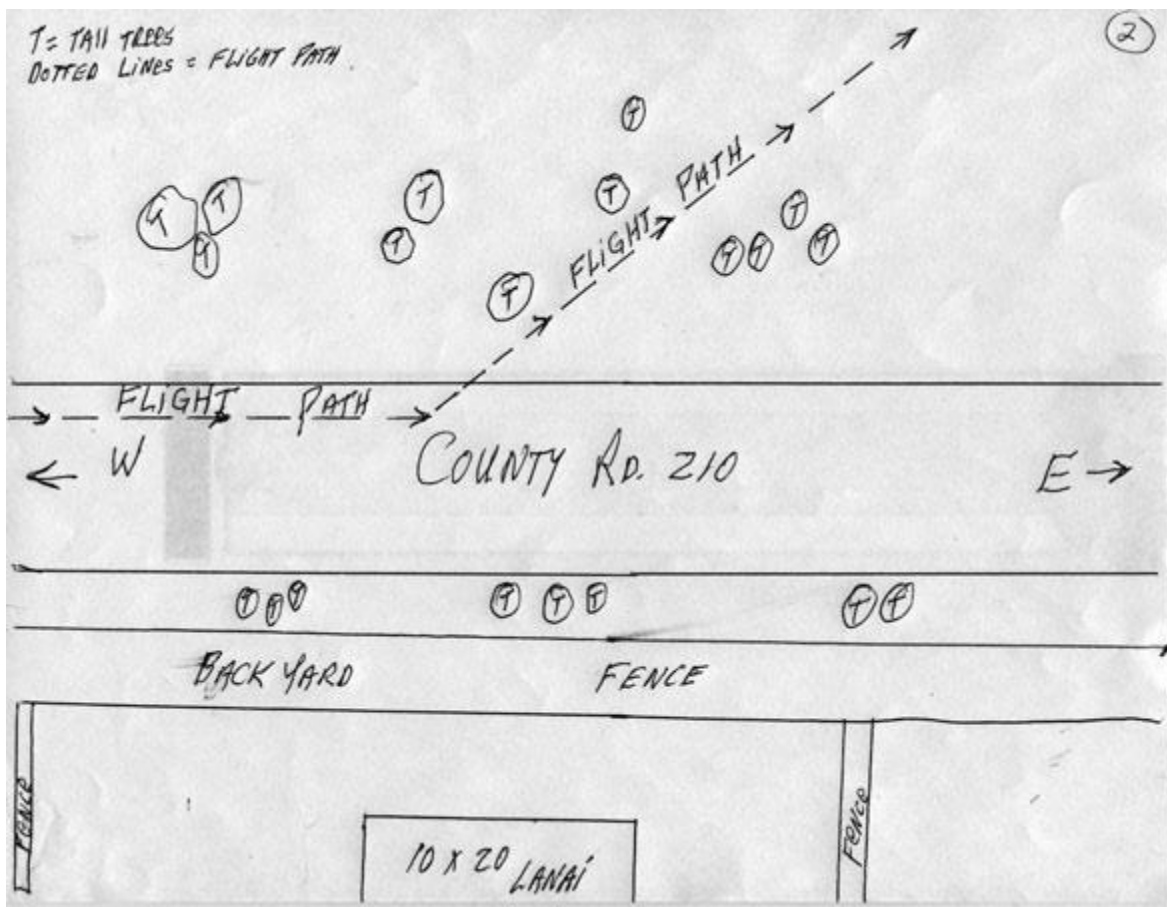 T = TAll TREES
DOTTED LINES = FLIGHT PATH.
2
T
T
T
T
T
T
T
T
FLIGHT PATH
T
T
T
T
FLIGHT PATH
W
COUNTY RD. 210
E
T T T
T T T
T T
BACK YARD FENCE
FENCE
FENCE
10 X 20 LANAI